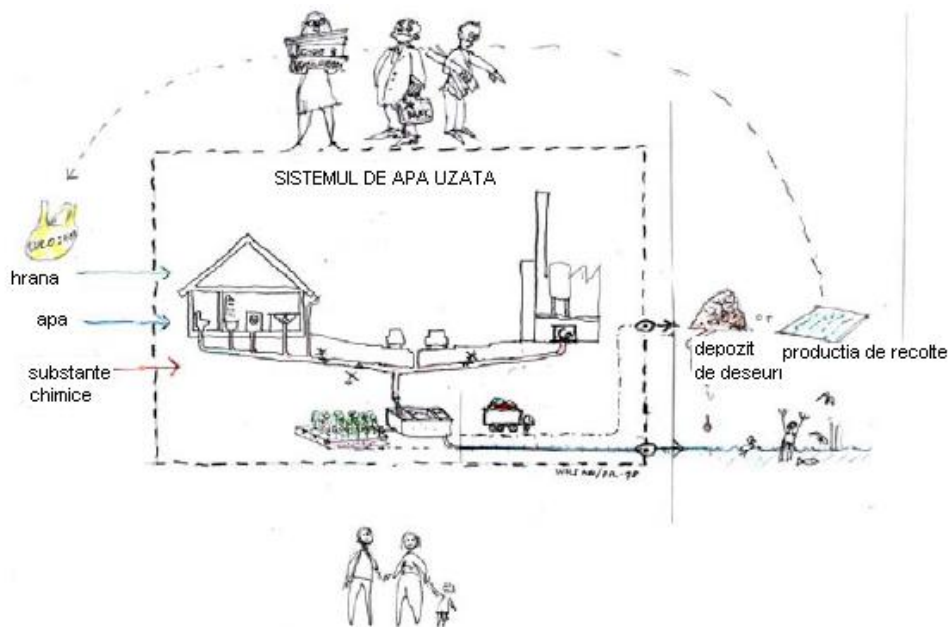 SISTEMUL DE APA UZATA
hrana
apa
substante
chimice
depozit
de deseuri
productia de recolte